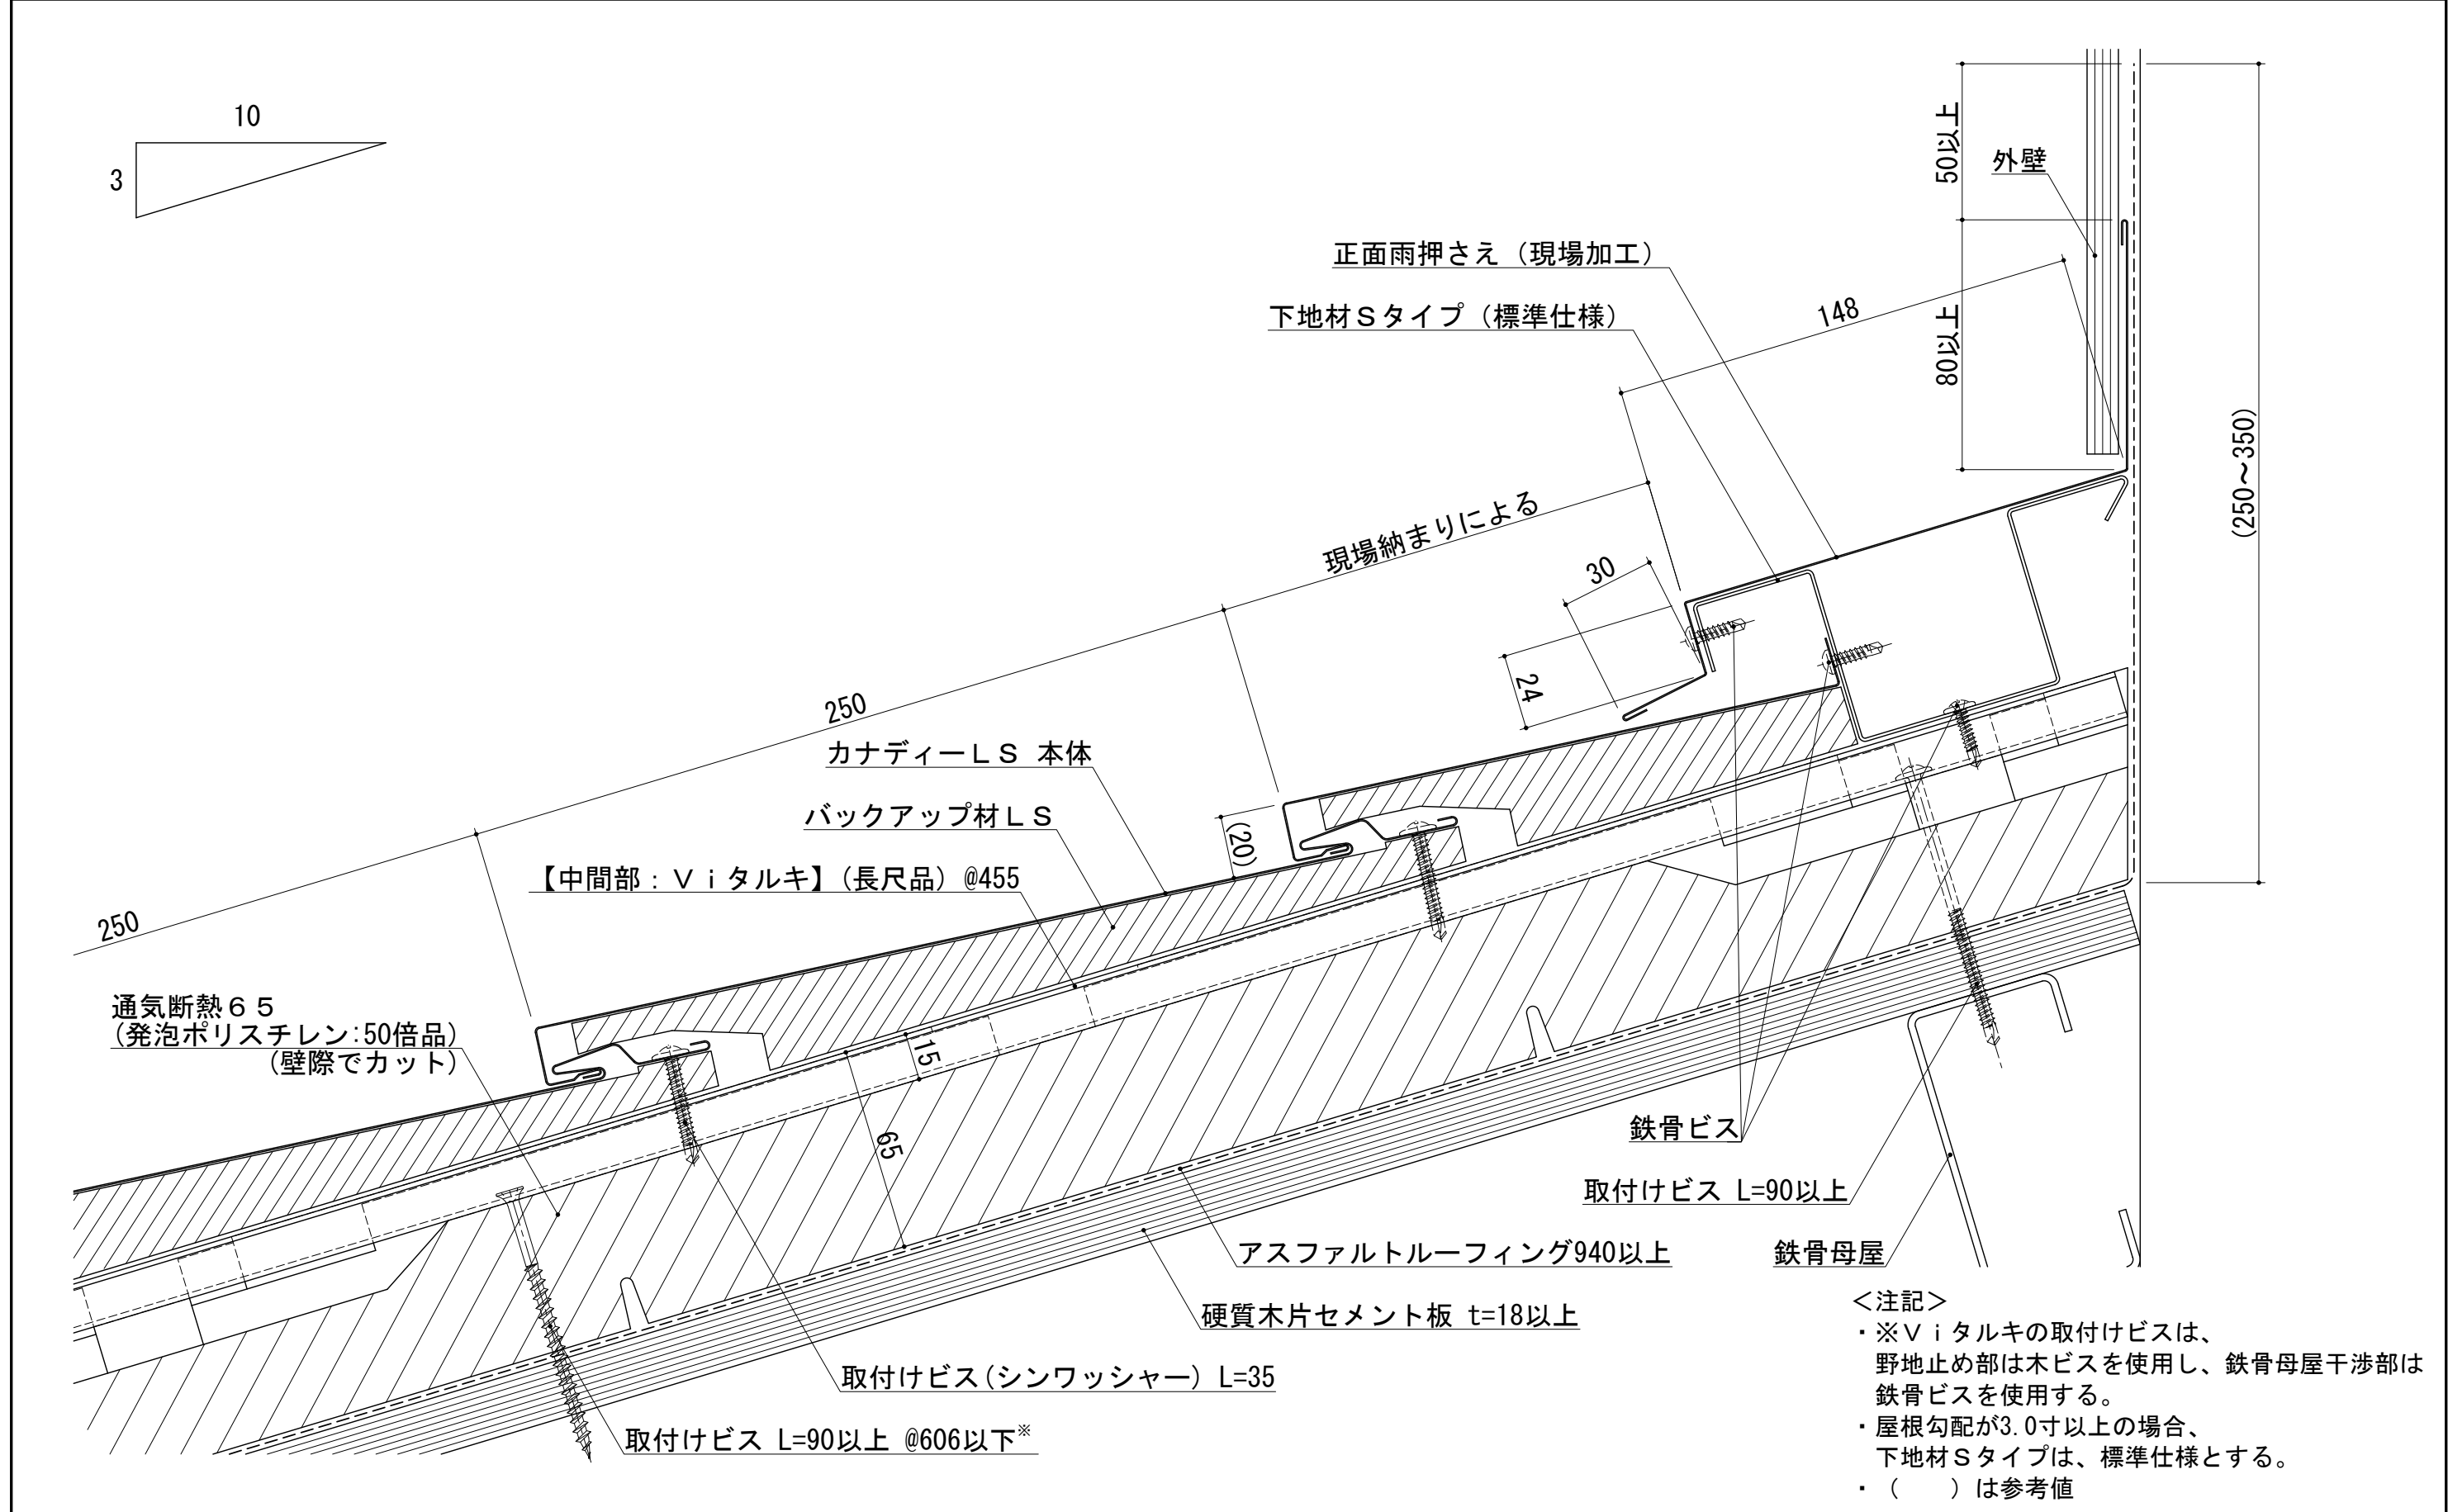 10
3
50以上
外壁
正面雨押さえ（現場加工）
下地材Ｓタイプ（標準仕様）
148
80以上
(250～350)
現場納まりによる
30
24
250
カナディーＬＳ 本体
バックアップ材ＬＳ
(20)
【中間部：Ｖｉタルキ】(長尺品) @455
250
通気断熱６５
(発泡ポリスチレン:50倍品)
(壁際でカット)
15
65
鉄骨ビス
取付けビス L=90以上
アスファルトルーフィング940以上
鉄骨母屋
硬質木片セメント板 t=18以上
取付けビス(シンワッシャー) L=35
取付けビス L=90以上 @606以下※
＜注記＞
・※Ｖｉタルキの取付けビスは、
野地止め部は木ビスを使用し、鉄骨母屋干渉部は
鉄骨ビスを使用する。
・屋根勾配が3.0寸以上の場合、
下地材Ｓタイプは、標準仕様とする。
・（　　）は参考値